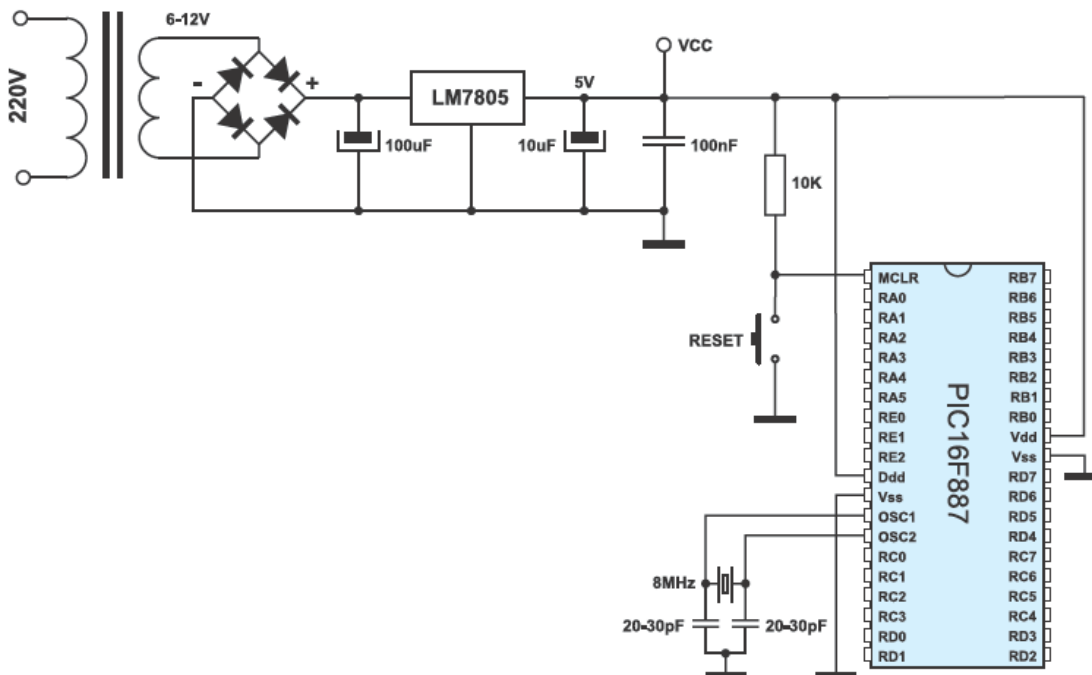 6-12V
220V
-
+
LM7805
5V
VCC
100uF
10uF
100nF
10K
RESET
PIC16F887
MCLR
RA0
RA1
RA2
RA3
RA4
RA5
RE0
RE1
RE2
Ddd
Vss
OSC1
OSC2
RC0
RC1
RC2
RC3
RD0
RD1
RB7
RB6
RB5
RB4
RB3
RB2
RB1
RB0
Vdd
Vss
RD7
RD6
RD5
RD4
RC7
RC6
RC5
RC4
RD3
RD2
8MHz
20-30pF
20-30pF